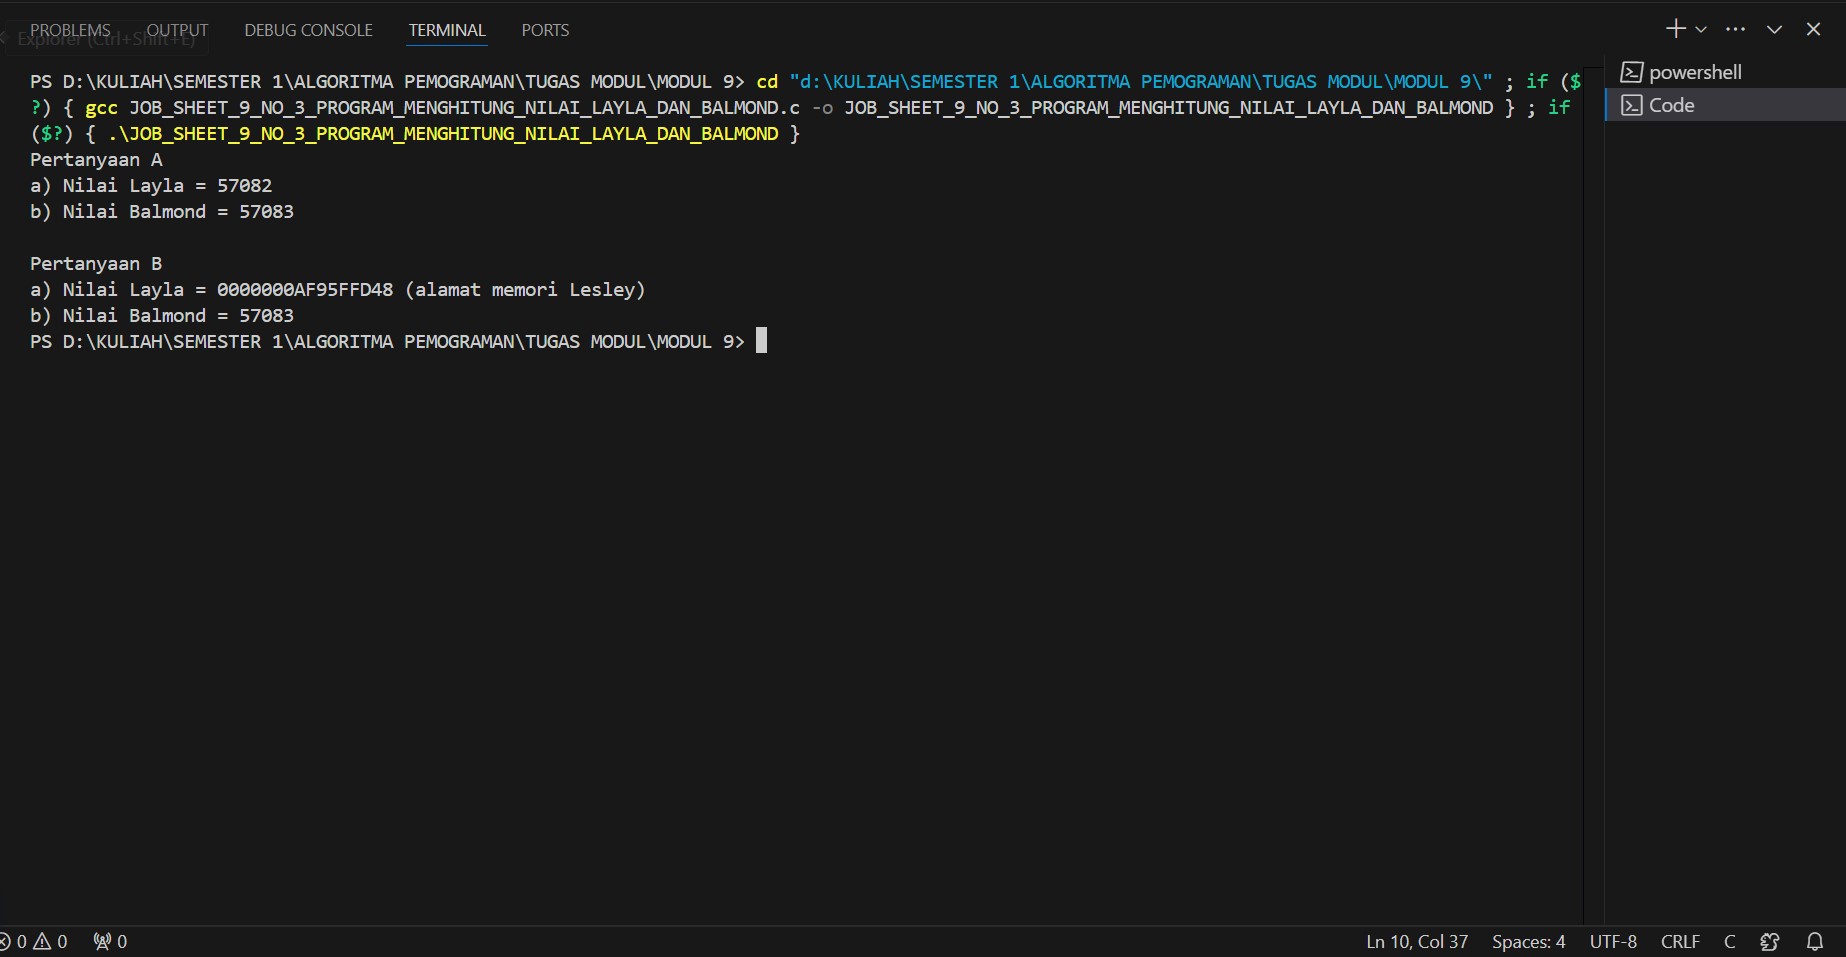 PROBLEMS OUTPUT DEBUG CONSOLE TERMINAL PORTS
Explorer (Ctrl+Shift+E)
PS D:\KULIAH\SEMESTER 1\ALGORITMA PEMOGRAMAN\TUGAS MODUL\MODUL 9> cd "d:\KULIAH\SEMESTER 1\ALGORITMA PEMOGRAMAN\TUGAS MODUL\MODUL 9\" ; if ($
?) { gcc JOB_SHEET_9_NO_3_PROGRAM_MENGHITUNG_NILAI_LAYLA_DAN_BALMOND.c -o JOB_SHEET_9_NO_3_PROGRAM_MENGHITUNG_NILAI_LAYLA_DAN_BALMOND } ; if
($?) { .\JOB_SHEET_9_NO_3_PROGRAM_MENGHITUNG_NILAI_LAYLA_DAN_BALMOND }
Pertanyaan A
a) Nilai Layla = 57082
b) Nilai Balmond = 57083
Pertanyaan B
a) Nilai Layla = 0000000AF95FFD48 (alamat memori Lesley)
b) Nilai Balmond = 57083
PS D:\KULIAH\SEMESTER 1\ALGORITMA PEMOGRAMAN\TUGAS MODUL\MODUL 9>
powershell
Code
0 0 0
Ln 10, Col 37 Spaces: 4 UTF-8 CRLF C